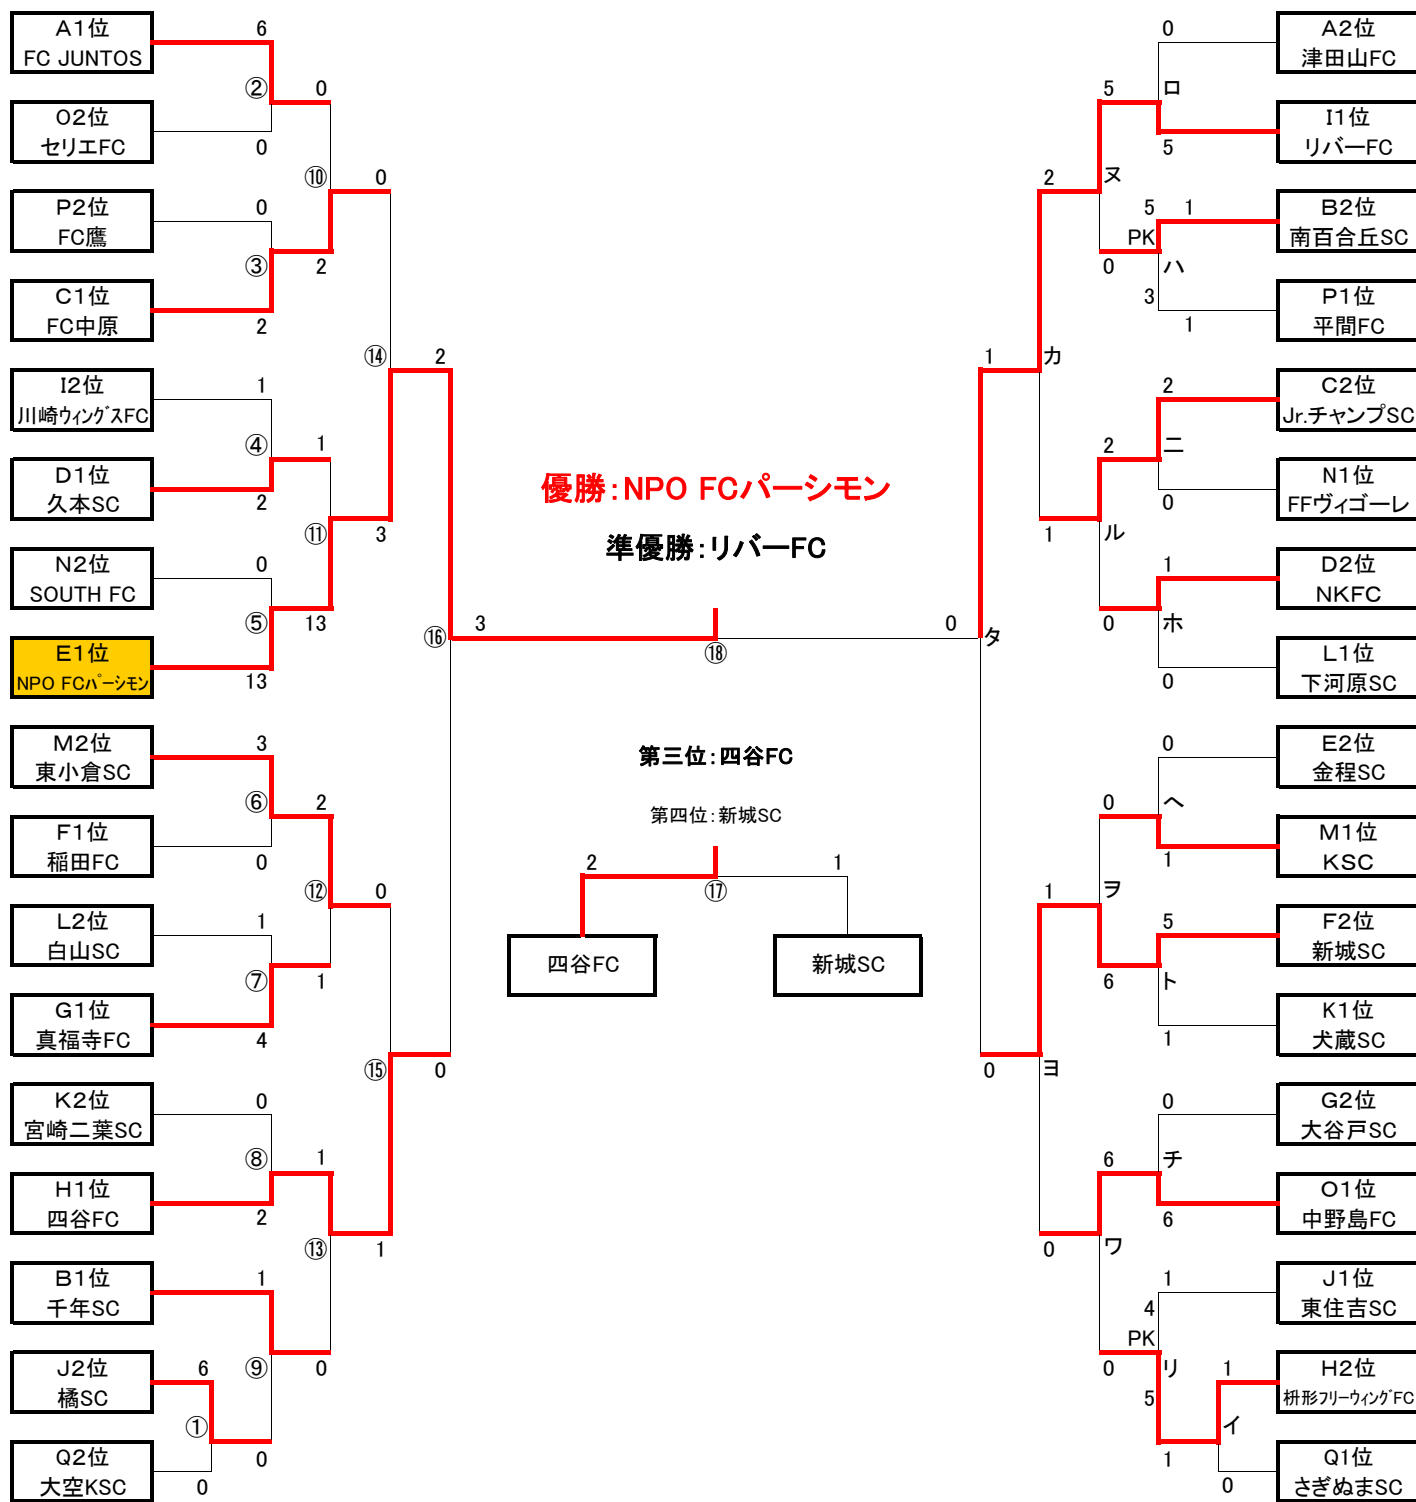 A1位
FC JUNTOS
6
②
0
O2位
セリエFC
0
⑩
0
P2位
FC鷹
0
③
2
C1位
FC中原
2
⑭
2
I2位
川崎ウィングスFC
1
④
1
D1位
久本SC
2
⑪
3
N2位
SOUTH FC
0
⑤
13
E1位
NPO FCパーシモン
13
⑯
3
M2位
東小倉SC
3
⑥
2
F1位
稲田FC
0
⑫
0
L2位
白山SC
1
⑦
1
G1位
真福寺FC
4
⑮
0
K2位
宮崎二葉SC
0
⑧
1
H1位
四谷FC
2
⑬
1
B1位
千年SC
1
⑨
0
J2位
橘SC
6
①
0
Q2位
大空KSC
0
優勝:NPO FCパーシモン
準優勝:リバーFC
⑱
0
第三位:四谷FC
第四位:新城SC
2
⑰
1
四谷FC
新城SC
0
A2位
津田山FC
5
ロ
I1位
リバーFC
5
2
ヌ
5
PK
1
B2位
南百合丘SC
0
ハ
3
1
P1位
平間FC
1
カ
2
C2位
Jr.チャンプSC
2
ニ
0
N1位
FFヴィゴーレ
1
ル
1
D2位
NKFC
0
ホ
0
L1位
下河原SC
タ
0
E2位
金程SC
0
ヘ
1
M1位
KSC
1
ヲ
5
F2位
新城SC
6
ト
1
K1位
犬蔵SC
0
ヨ
0
G2位
大谷戸SC
6
チ
6
O1位
中野島FC
0
ワ
1
J1位
東住吉SC
4
PK
0
リ
5
1
1
H2位
枡形フリーウィングFC
イ
0
Q1位
さぎぬまSC